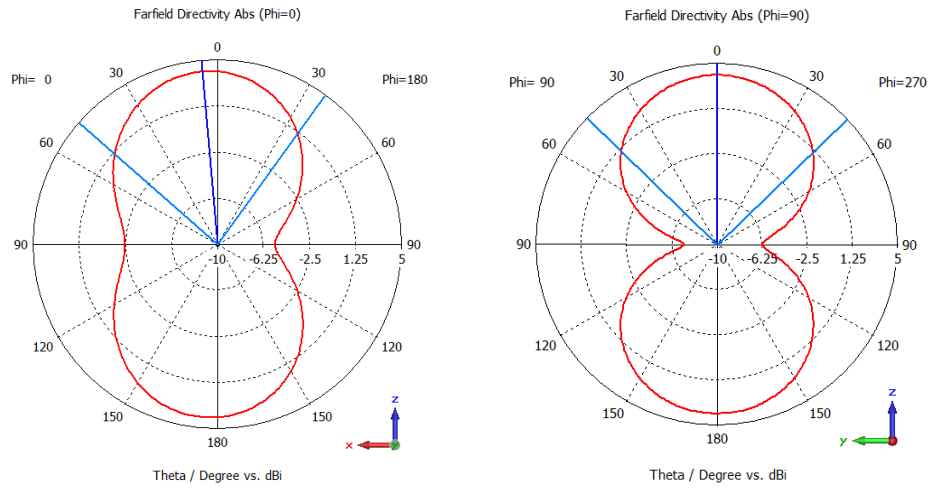 Farfield Directivity Abs (Phi=0)
0
30 30
Phi= 0 Phi=180
60 60
90 90
-10 -6.25 -2.5 1.25 5
120 120
150 150
180
z
x y
Theta / Degree vs. dBi
Farfield Directivity Abs (Phi=90)
0
30 30
Phi= 90 Phi=270
60 60
90 90
-10 -6.25 -2.5 1.25 5
120 120
150 150
180
z
y
Theta / Degree vs. dBi